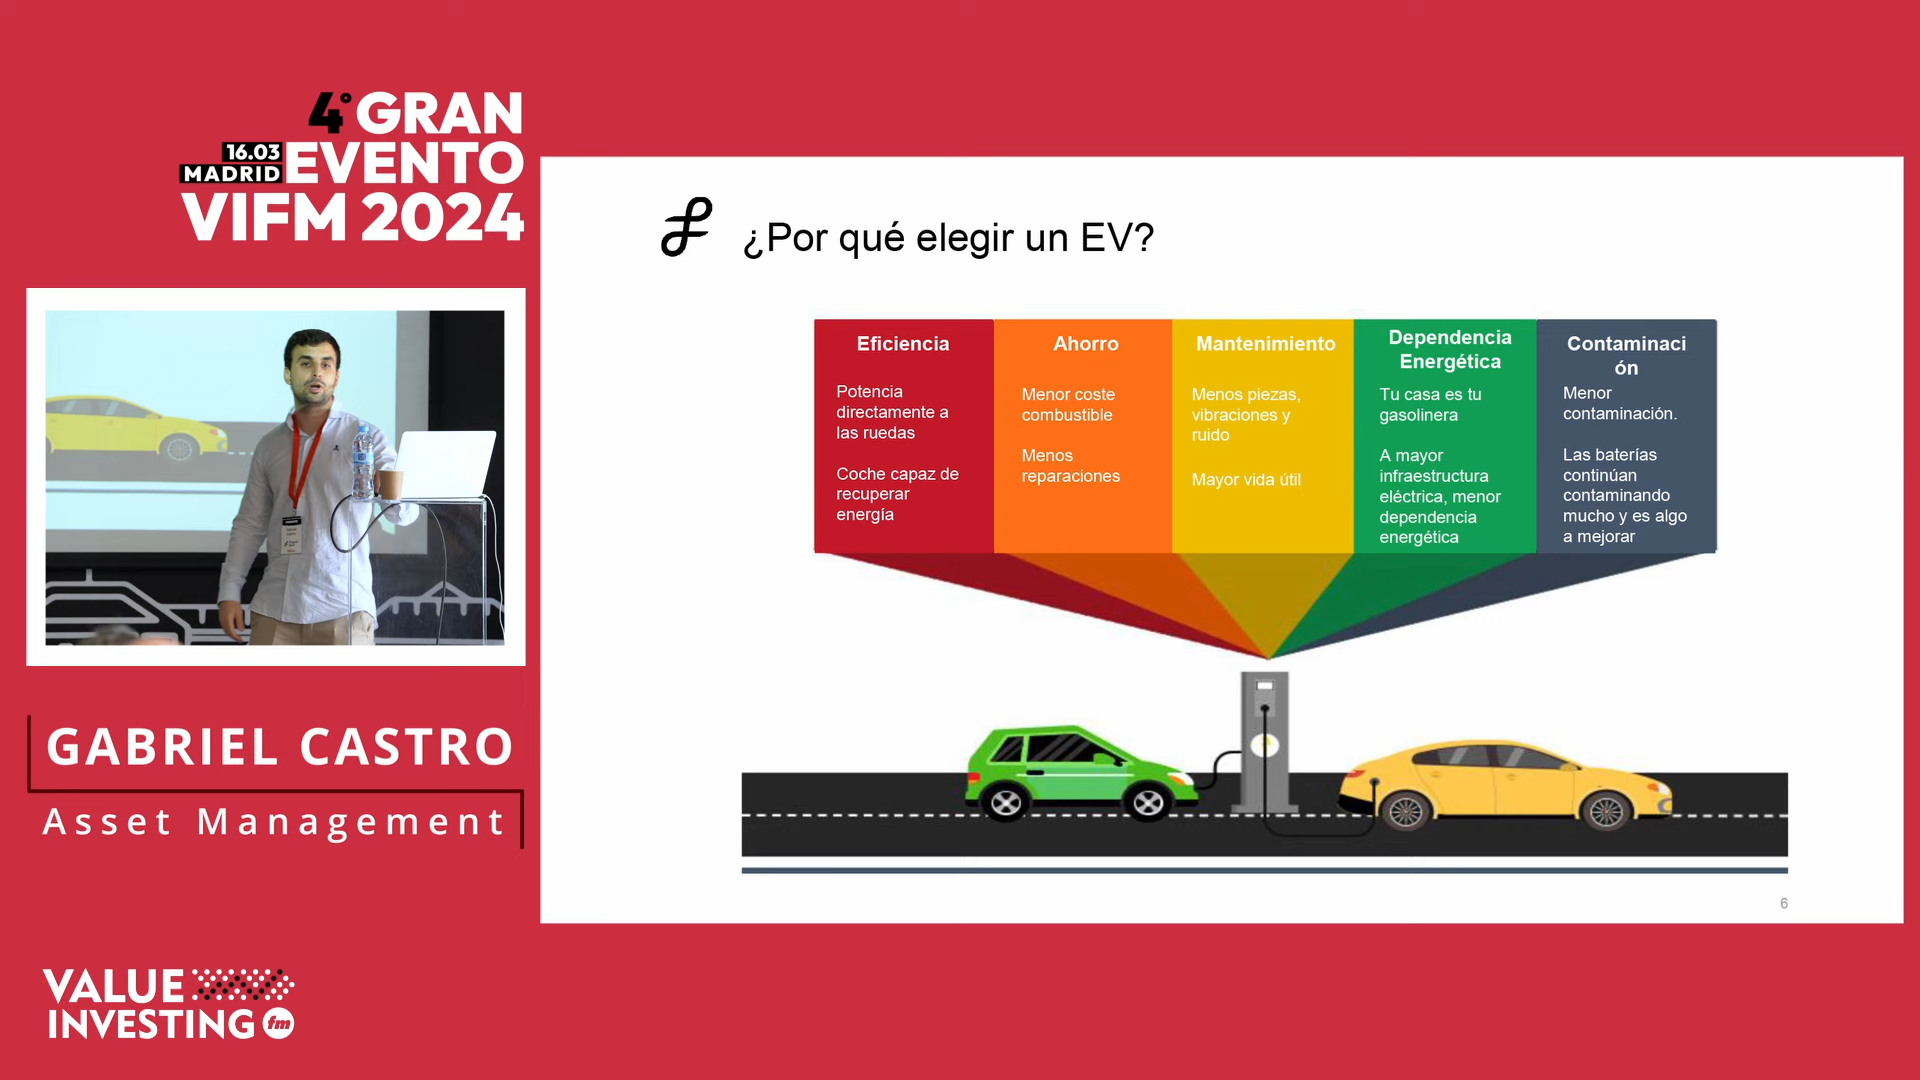 4º GRAN
16.03
MADRID
EVENTO
VIFM 2024
GABRIEL CASTRO
Asset Management
VALUE
INVESTING fm
¿Por qué elegir un EV?
Eficiencia
Potencia
directamente a
las ruedas
Coche capaz de
recuperar
energía
Ahorro
Menor coste
combustible
Menos
reparaciones
Mantenimiento
Menos piezas,
vibraciones y
ruido
Mayor vida útil
Dependencia
Energética
Tu casa es tu
gasolinera
A mayor
infraestructura
eléctrica, menor
dependencia
energética
Contaminaci
ón
Menor
contaminación.
Las baterías
continúan
contaminando
mucho y es algo
a mejorar
6